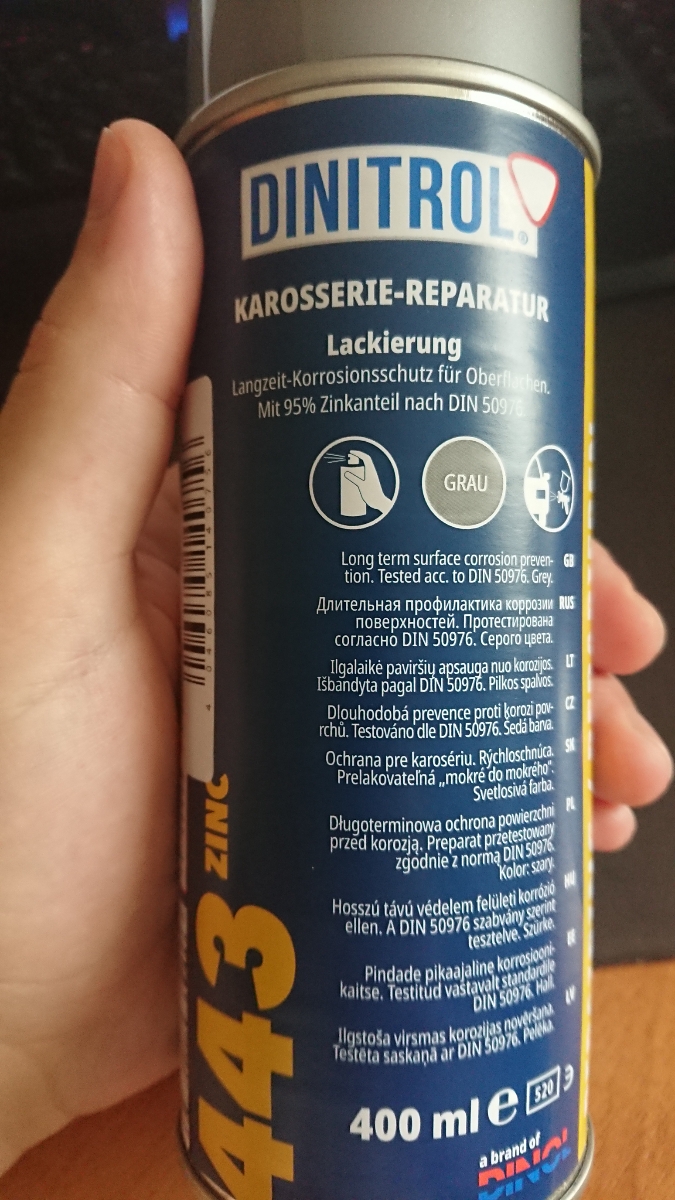 DINITROL®
KAROSSERIE-REPARATUR
Lackierung
Langzeit-Korrosionsschutz für Oberflächen.
Mit 95% Zinkanteil nach DIN 50976.
GRAU
Long term surface corrosion preven-
tion. Tested acc. to DIN 50976. Grey.
GB
Длительная профилактика коррозии
поверхностей. Протестирована
согласно DIN 50976. Серого цвета.
RUS
Ilgalaikė paviršių apsauga nuo korozijos.
Išbandyta pagal DIN 50976. Pilkos spalvos.
LT
Dlouhodobá prevence proti korozi pov-
rchů. Testováno dle DIN 50976. Šedá barva.
CZ
Ochrana pre karosériu. Rýchloschnúca.
Prelakovateľná „mokré do mokrého“.
Svetlosivá farba.
SK
Długoterminowa ochrona powierzchni
przed korozją. Preparat przetestowany
zgodnie z normą DIN 50976.
Kolor: szary.
PL
Hosszú távú védelem felületi korrózió
ellen. A DIN 50976 szabvány szerint
tesztelve. Szürke.
HU
Pindade pikaajaline korrosiooni-
kaitse. Testitud vastavalt standardile
DIN 50976. Hall.
Ilgstoša virsmas korozijas novēršana.
Testēta saskaņā ar DIN 50976. Pelēka.
LV
400 ml e 520
a brand of
DINOL
443 ZINC